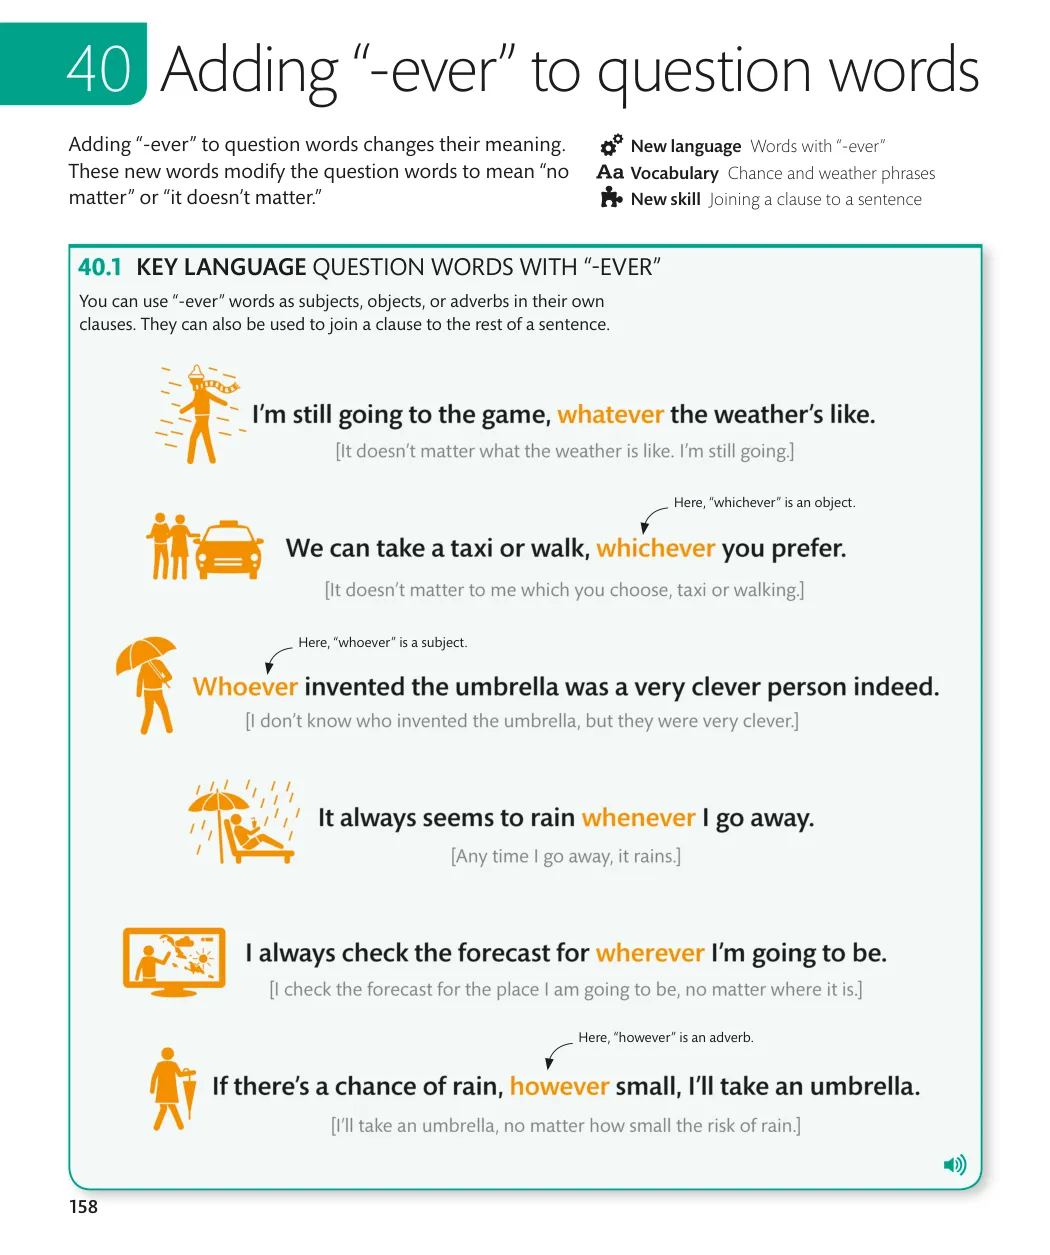 40 Adding “-ever” to question words
Adding “-ever” to question words changes their meaning.
These new words modify the question words to mean “no
matter” or “it doesn’t matter.”
New language Words with “-ever”
Aa Vocabulary Chance and weather phrases
New skill Joining a clause to a sentence
40.1 KEY LANGUAGE QUESTION WORDS WITH “-EVER”
You can use “-ever” words as subjects, objects, or adverbs in their own
clauses. They can also be used to join a clause to the rest of a sentence.
I’m still going to the game, whatever the weather’s like.
[It doesn’t matter what the weather is like. I’m still going.]
Here, “whichever” is an object.
We can take a taxi or walk, whichever you prefer.
[It doesn’t matter to me which you choose, taxi or walking.]
Here, “whoever” is a subject.
Whoever invented the umbrella was a very clever person indeed.
[I don’t know who invented the umbrella, but they were very clever.]
It always seems to rain whenever I go away.
[Any time I go away, it rains.]
I always check the forecast for wherever I’m going to be.
[I check the forecast for the place I am going to be, no matter where it is.]
Here, “however” is an adverb.
If there’s a chance of rain, however small, I’ll take an umbrella.
[I’ll take an umbrella, no matter how small the risk of rain.]
158